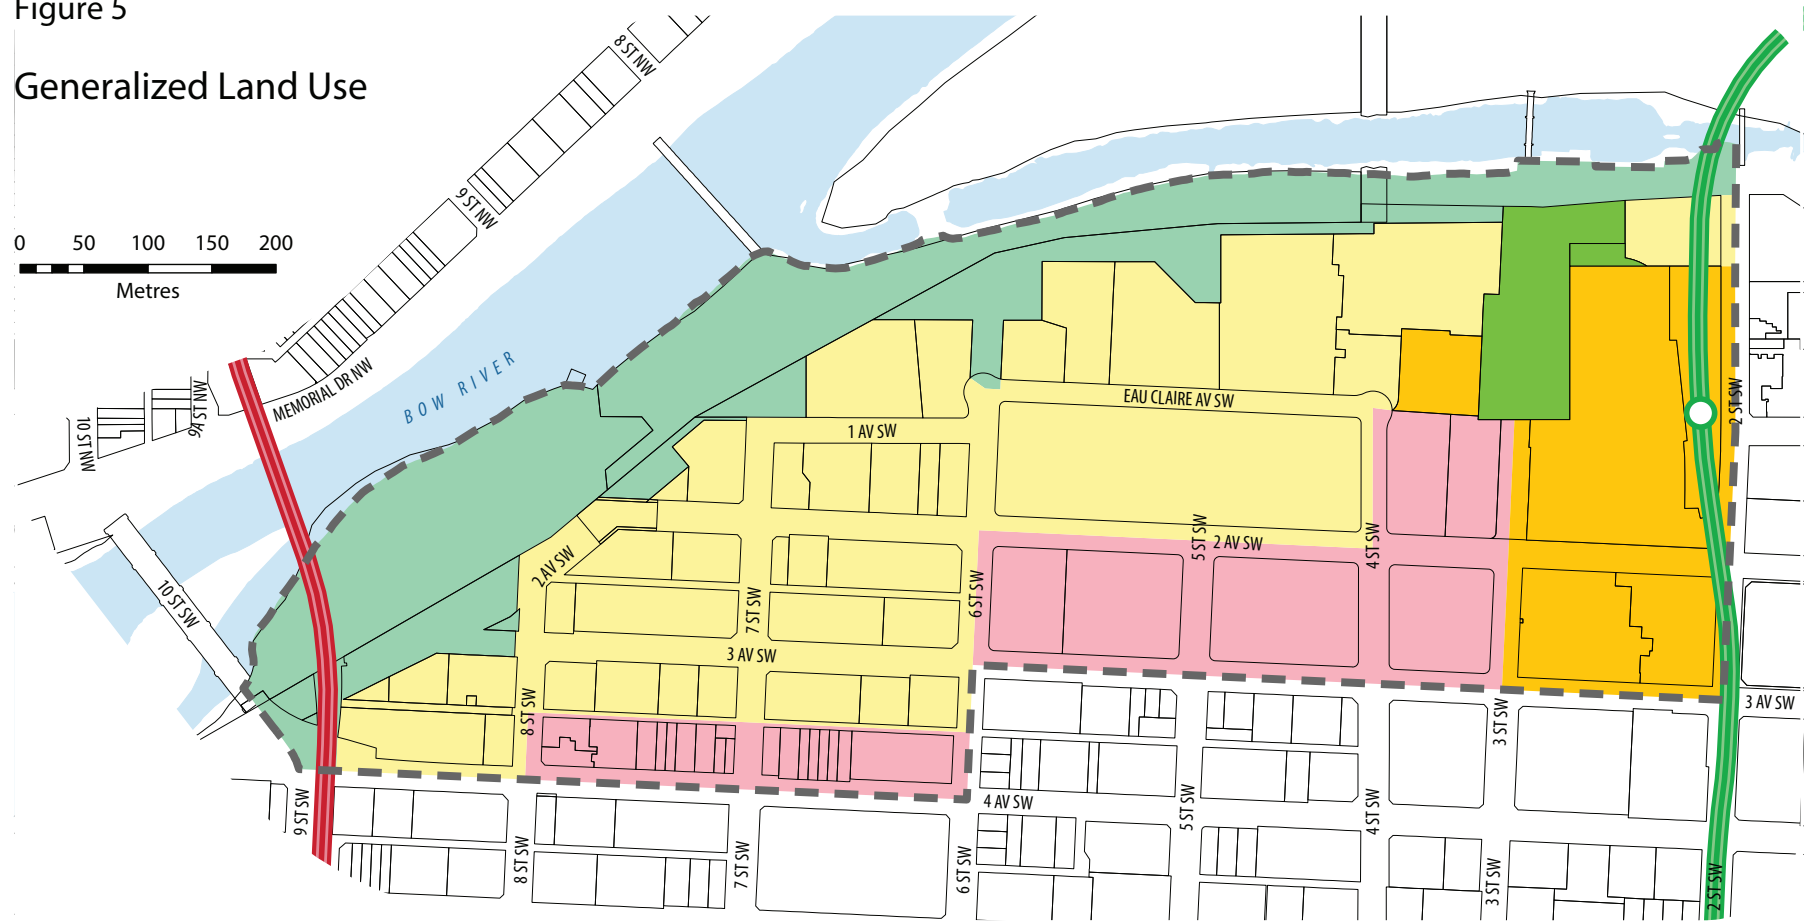 Figure 5
Generalized Land Use
0 50 100 150 200
Metres
8 ST NW
9 ST NW
MEMORIAL DR NW
9A ST NW
10 ST NW
BOW RIVER
10 ST SW
EAU CLAIRE AV SW
1 AV SW
2 ST SW
2 AV SW
5 ST SW
2 AV SW
4 ST SW
6 ST SW
7 ST SW
3 AV SW
8 ST SW
3 ST SW
3 AV SW
9 ST SW
4 AV SW
5 ST SW
4 ST SW
8 ST SW
7 ST SW
6 ST SW
3 ST SW
2 ST SW